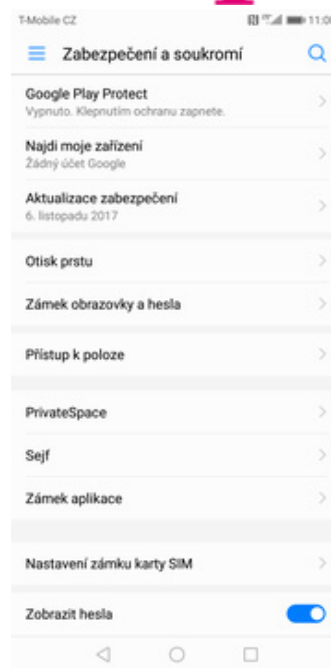 T-Mobile CZ
Zabezpečení a soukromí
Google Play Protect
Vypnuto. Klepnutím ochranu zapnete.
Najdi moje zařízení
Žádný účet Google
Aktualizace zabezpečení
6. listopadu 2017
Otisk prstu
Zámek obrazovky a hesla
Přístup k poloze
PrivateSpace
Sejf
Zámek aplikace
Nastavení zámku karty SIM
Zobrazit hesla